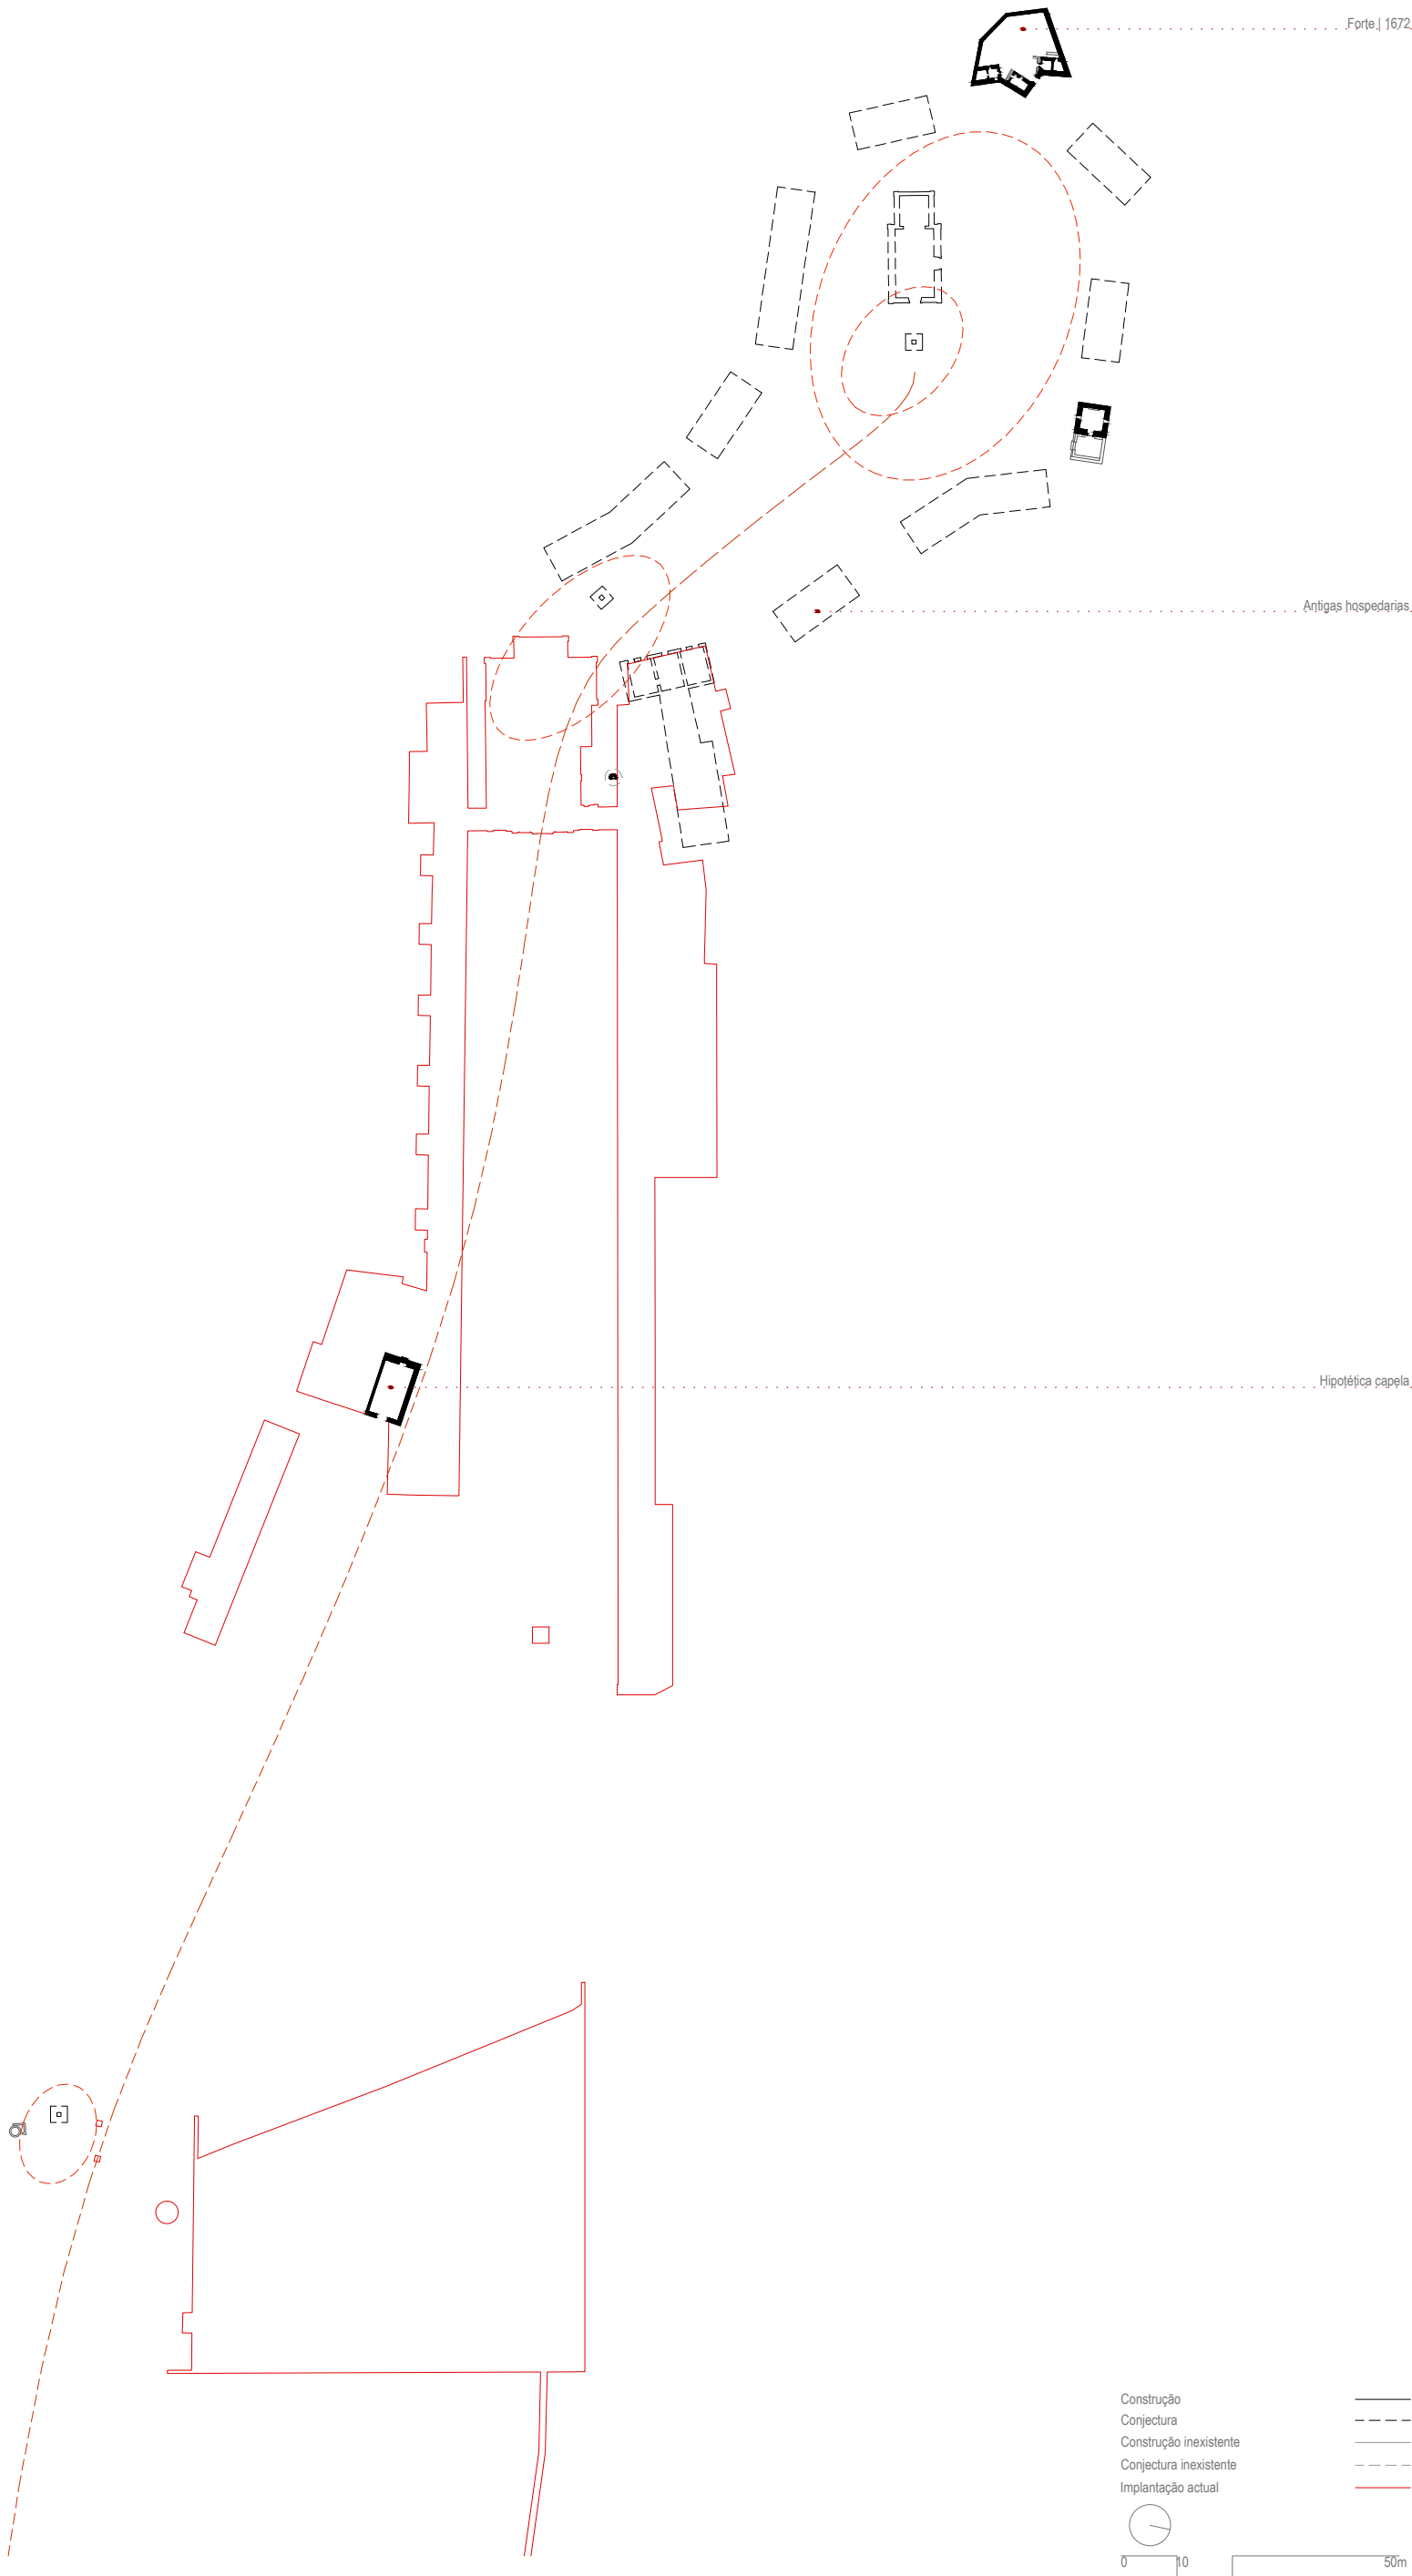 Forte | 1672
Antigas hospedarias
Hipotética capela
Construção
Conjectura
Construção inexistente
Conjectura inexistente
Implantação actual
0 10 50m